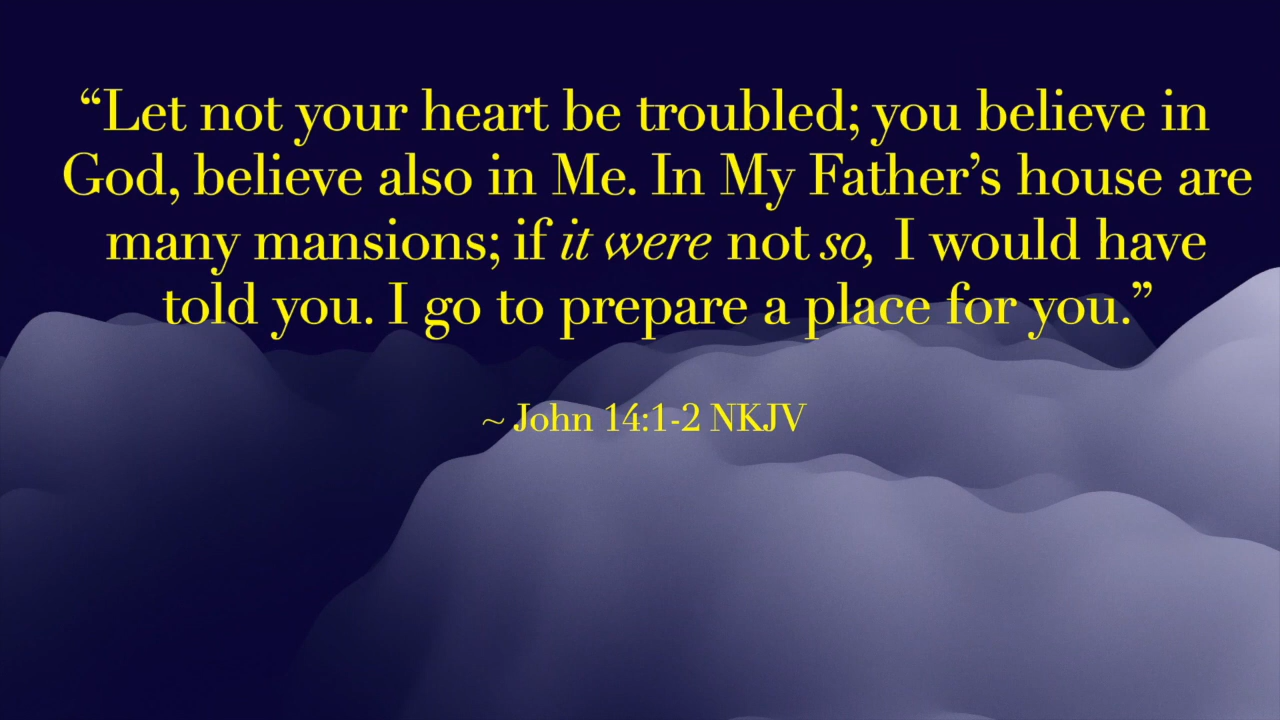 “Let not your heart be troubled; you believe in
God, believe also in Me. In My Father’s house are
many mansions; if it were not so, I would have
told you. I go to prepare a place for you.”
~ John 14:1-2 NKJV